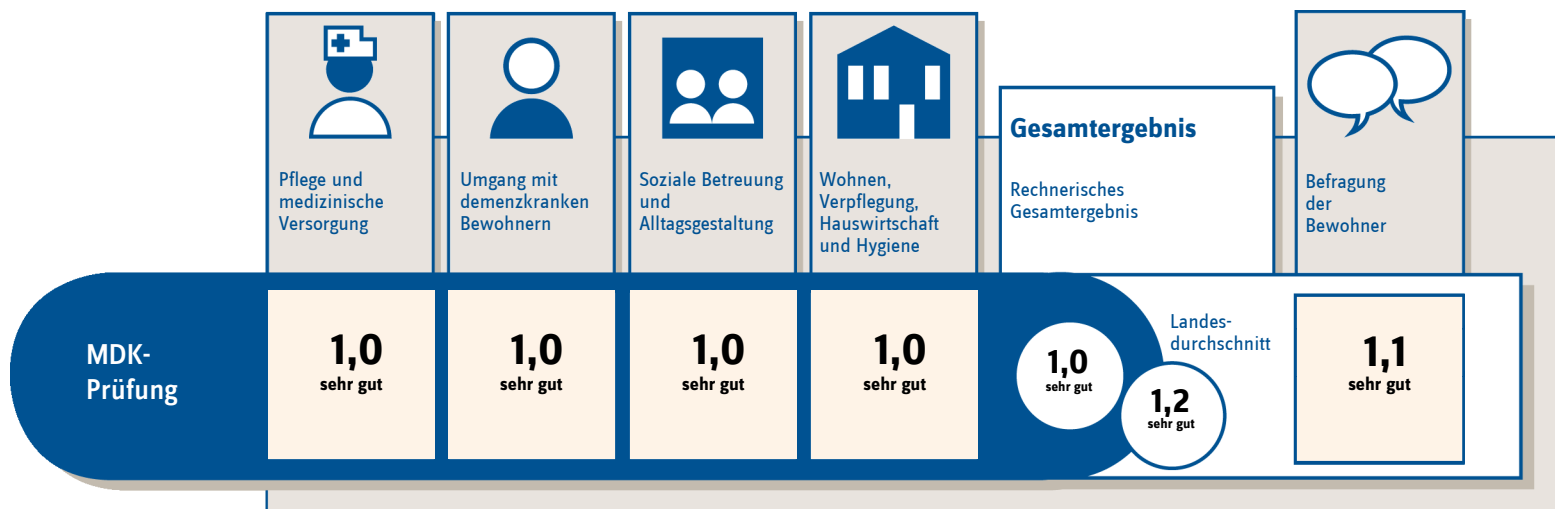 Pflege und
medizinische
Versorgung
Umgang mit
demenzkranken
Bewohnern
Soziale Betreuung
und
Alltagsgestaltung
Wohnen,
Verpflegung,
Hauswirtschaft
und Hygiene
Gesamtergebnis
Rechnerisches
Gesamtergebnis
Befragung
der
Bewohner
MDK-
Prüfung
1,0
sehr gut
1,0
sehr gut
1,0
sehr gut
1,0
sehr gut
1,0
sehr gut
Landes-
durchschnitt
1,2
sehr gut
1,1
sehr gut